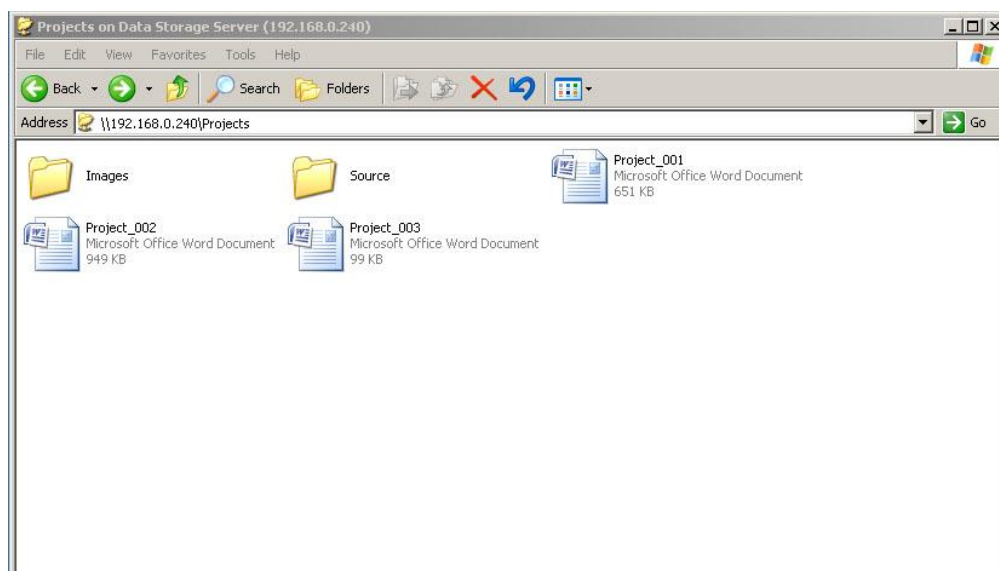 Projects on Data Storage Server (192.168.0.240)
File Edit View Favorites Tools Help
Back Search Folders
Address \\192.168.0.240\Projects Go
Images
Source
Project_001
Microsoft Office Word Document
651 KB
Project_002
Microsoft Office Word Document
949 KB
Project_003
Microsoft Office Word Document
99 KB